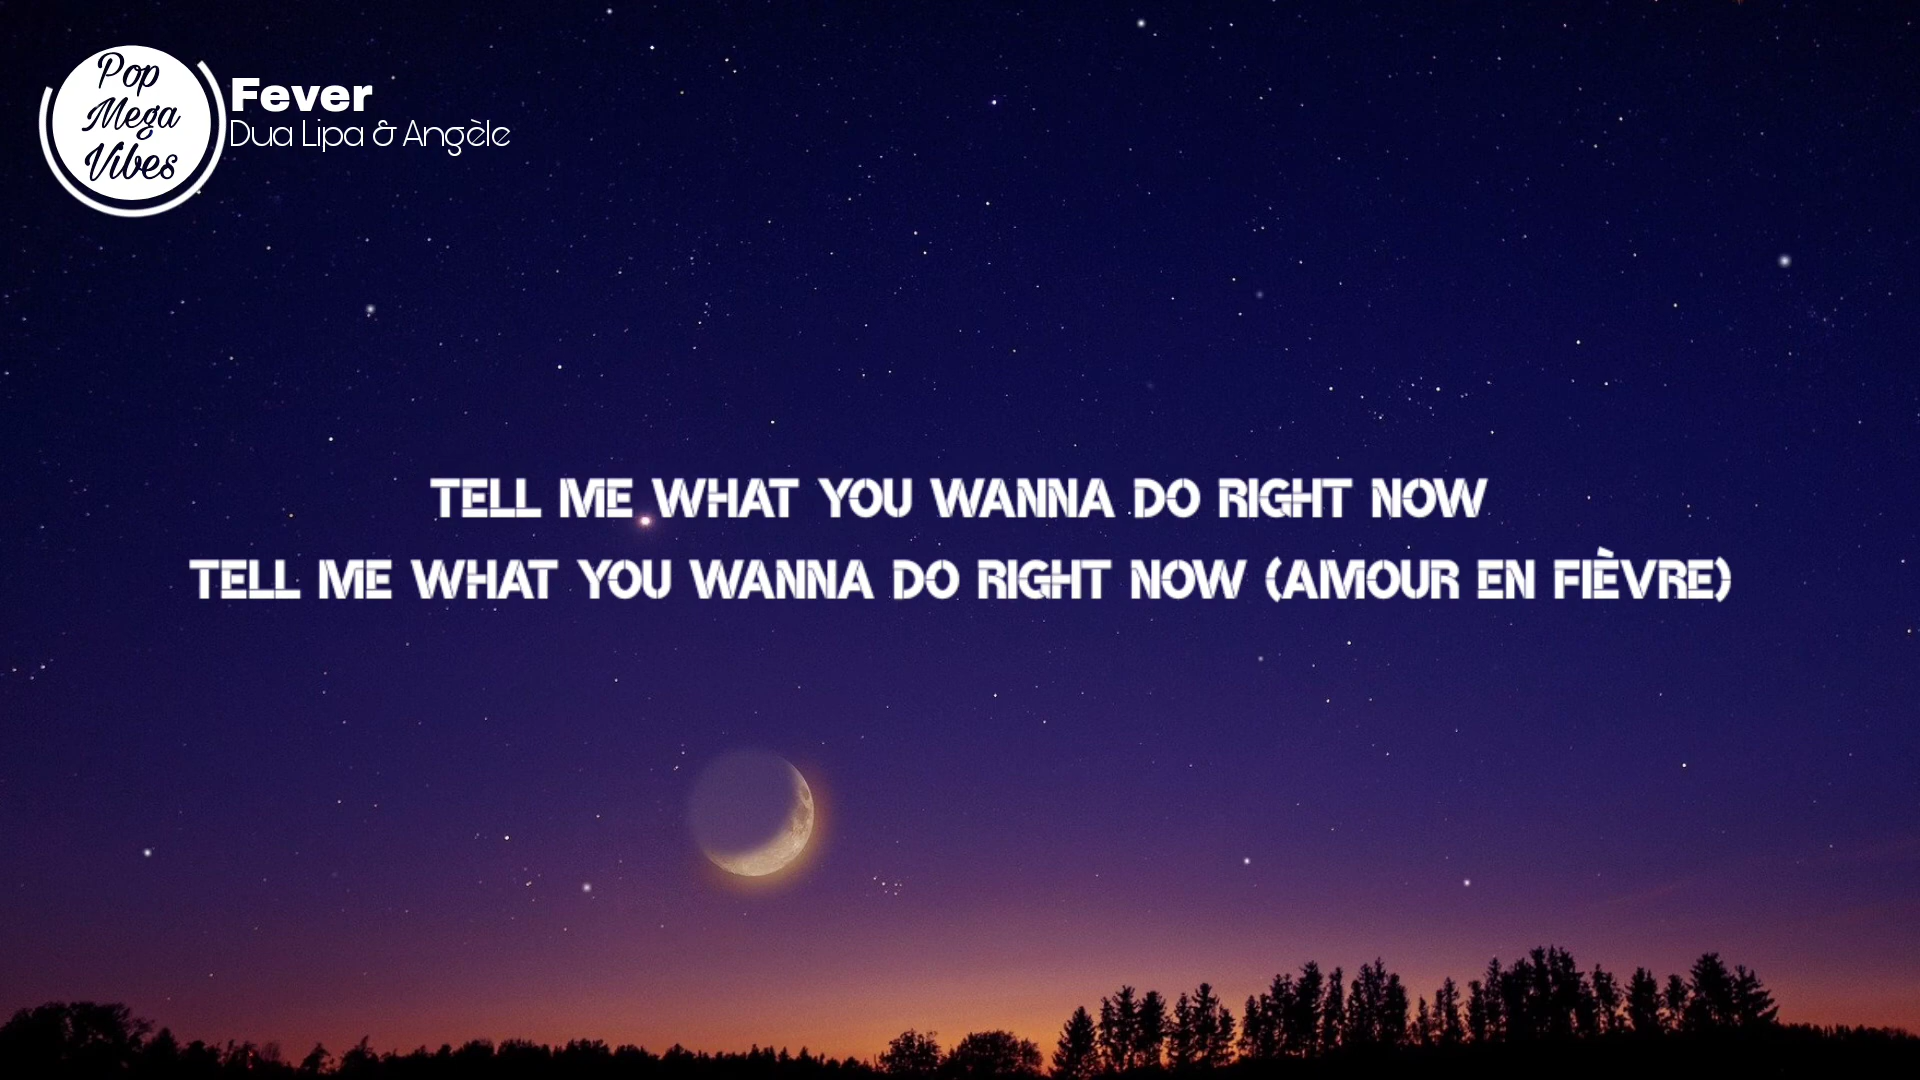 Pop
Mega
Vibes
Fever
Dua Lipa & Angèle
TELL ME WHAT YOU WANNA DO RIGHT NOW
TELL ME WHAT YOU WANNA DO RIGHT NOW (AMOUR EN FIÈVRE)